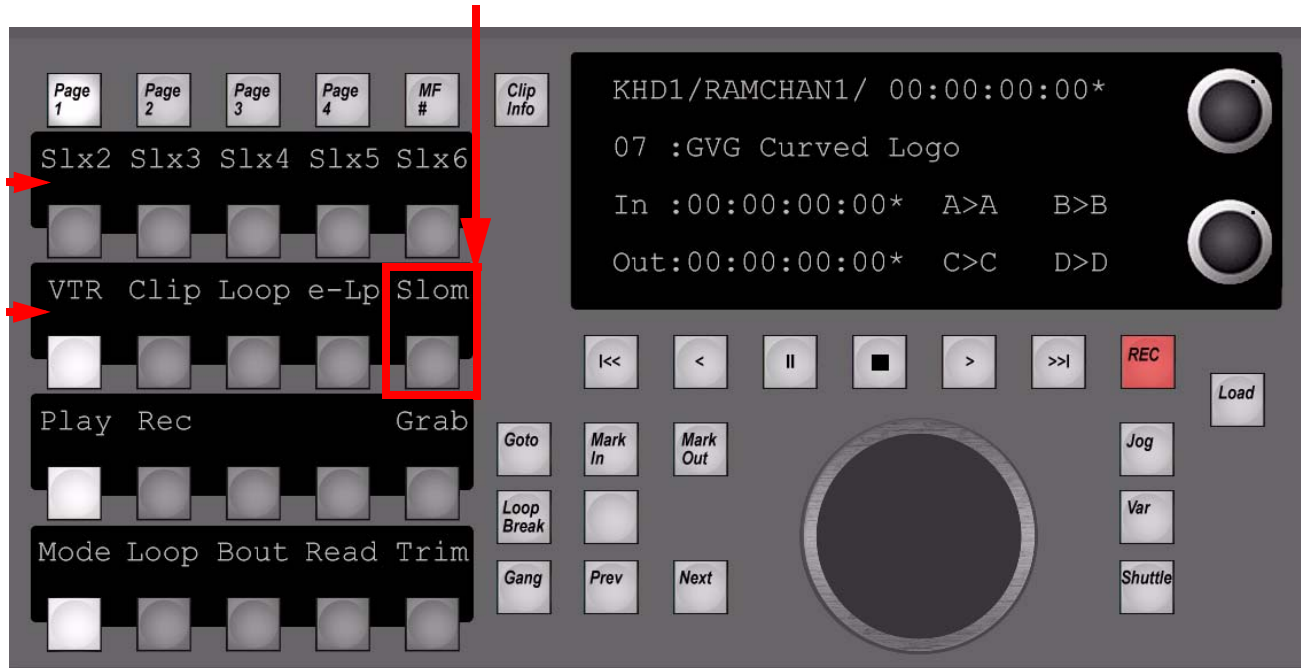 Page 1
Page 2
Page 3
Page 4
MF #
Clip Info
Slx2 Slx3 Slx4 Slx5 Slx6
VTR Clip Loop e-Lp Slom
Play Rec Grab
Mode Loop Bout Read Trim
KHD1/RAMCHAN1/ 00:00:00:00*
07 :GVG Curved Logo
In :00:00:00:00* A>A B>B
Out:00:00:00:00* C>C D>D
I<< < II ■ > >>I REC
Load
Goto
Mark In
Mark Out
Jog
Loop Break
Var
Gang
Prev
Next
Shuttle